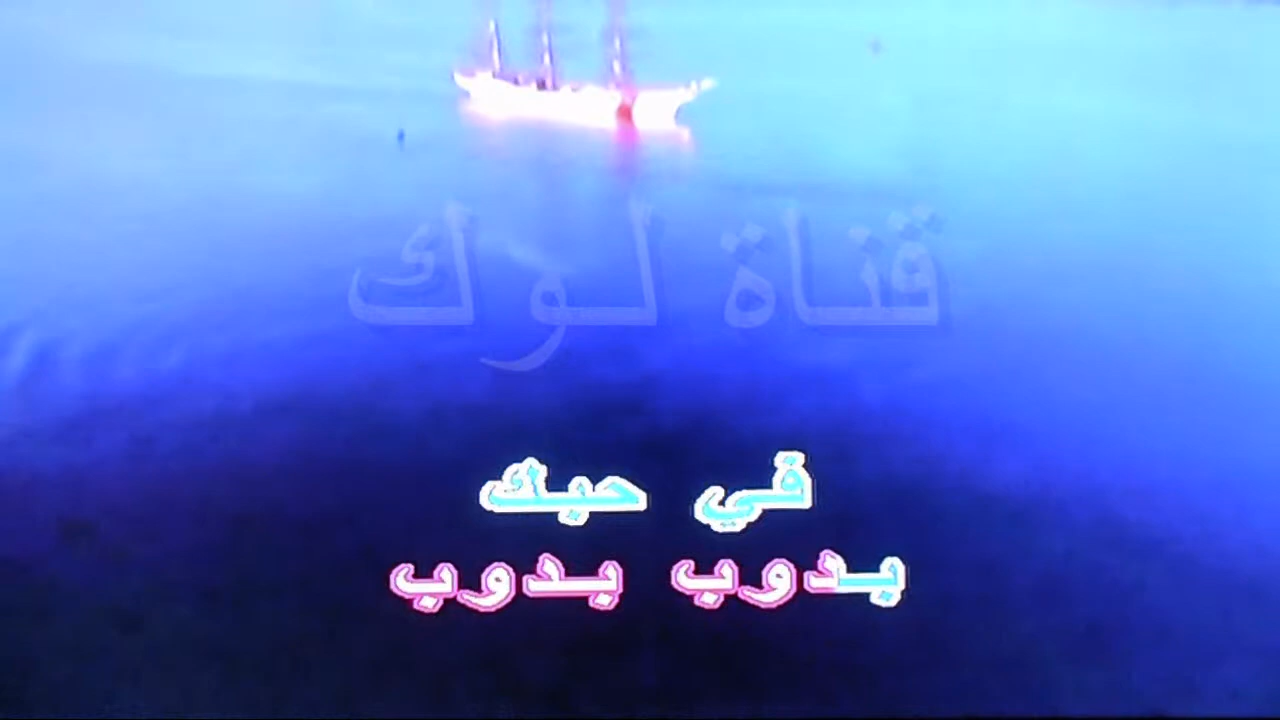 قناة لوك
في حبك
بدوب بدوب